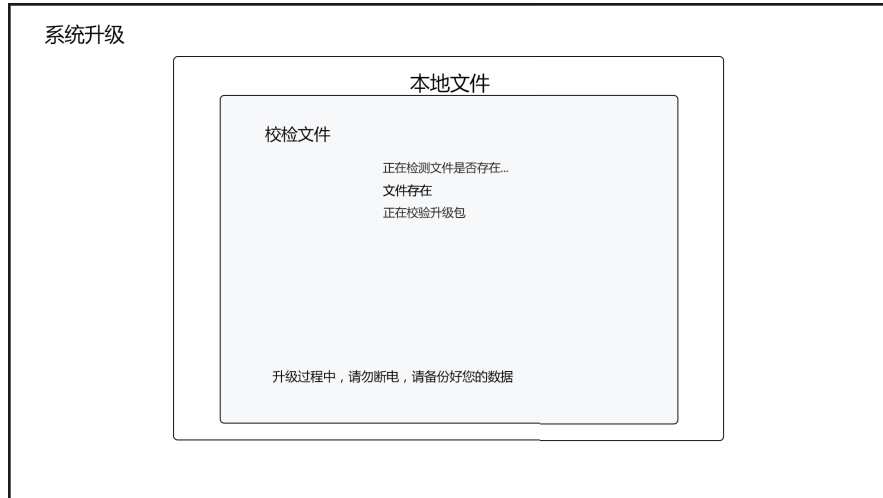 系统升级
本地文件
校检文件
正在检测文件是否存在...
文件存在
正在校验升级包
升级过程中，请勿断电，请备份好您的数据